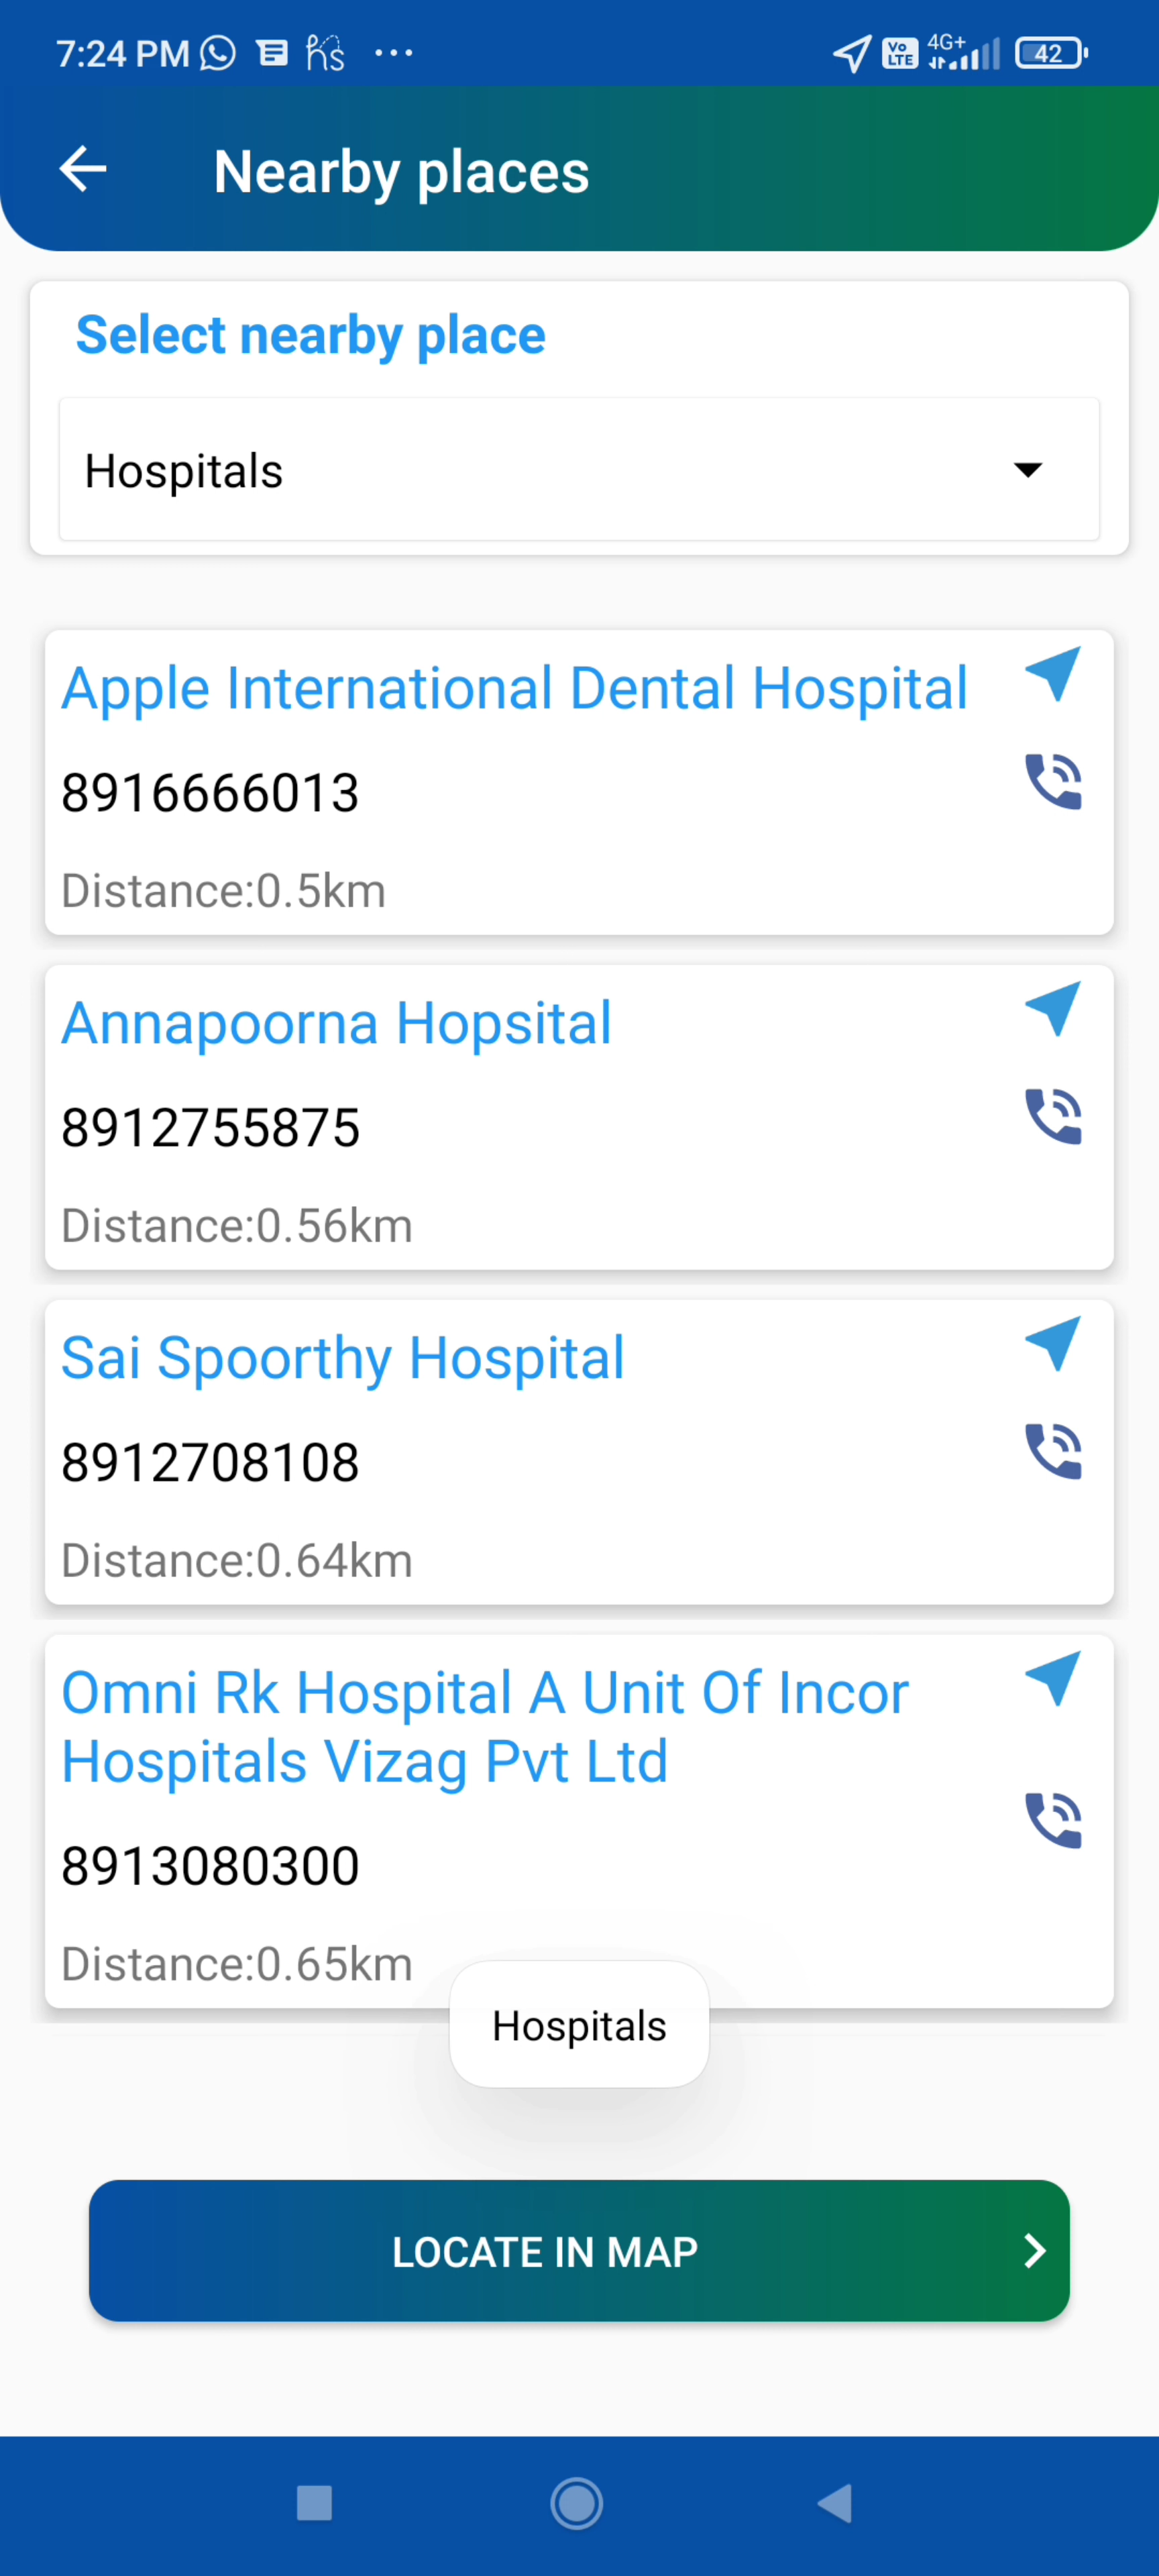 7:24 PM
Vo LTE 4G+ 42
Nearby places
Select nearby place
Hospitals
Apple International Dental Hospital
8916666013
Distance:0.5km
Annapoorna Hopsital
8912755875
Distance:0.56km
Sai Spoorthy Hospital
8912708108
Distance:0.64km
Omni Rk Hospital A Unit Of Incor
Hospitals Vizag Pvt Ltd
8913080300
Distance:0.65km
Hospitals
LOCATE IN MAP